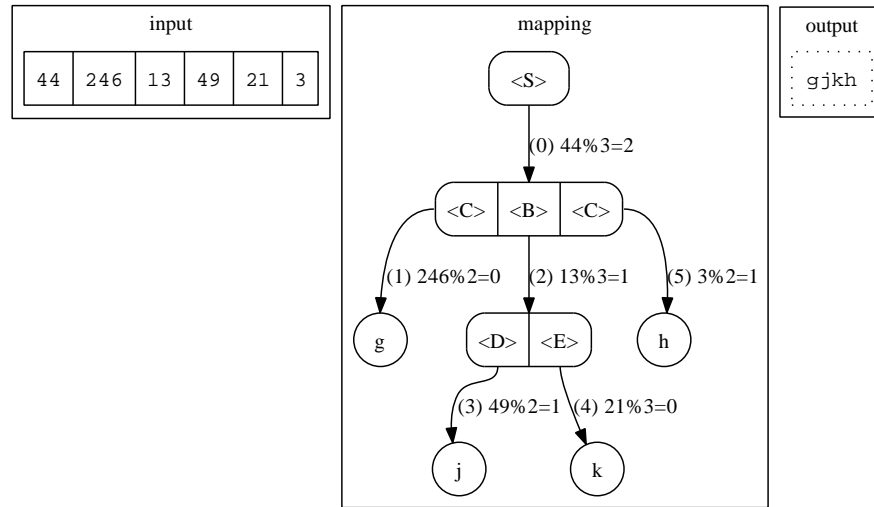 input
44 246 13 49 21 3
mapping
<S>
(0) 44%3=2
<C> <B> <C>
(1) 246%2=0
(2) 13%3=1
(5) 3%2=1
g
<D> <E>
h
(3) 49%2=1
(4) 21%3=0
j
k
output
gjkh